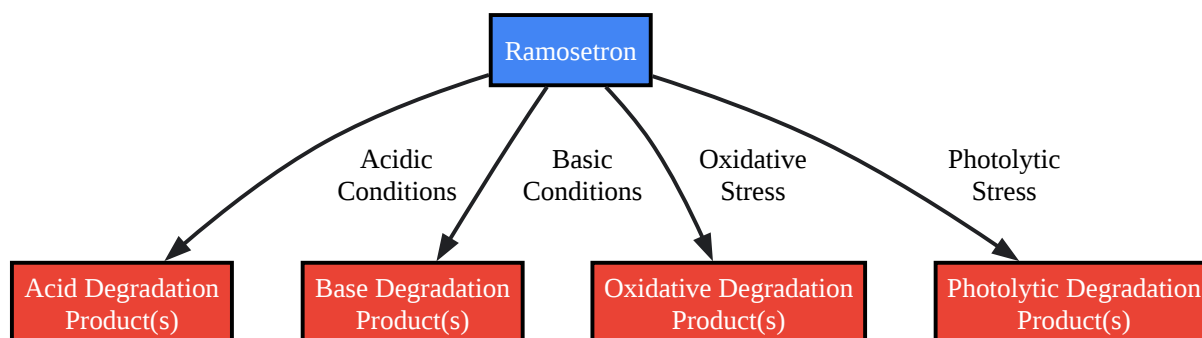 Ramosetron
Acidic
Conditions
Basic
Conditions
Oxidative
Stress
Photolytic
Stress
Acid Degradation
Product(s)
Base Degradation
Product(s)
Oxidative Degradation
Product(s)
Photolytic Degradation
Product(s)